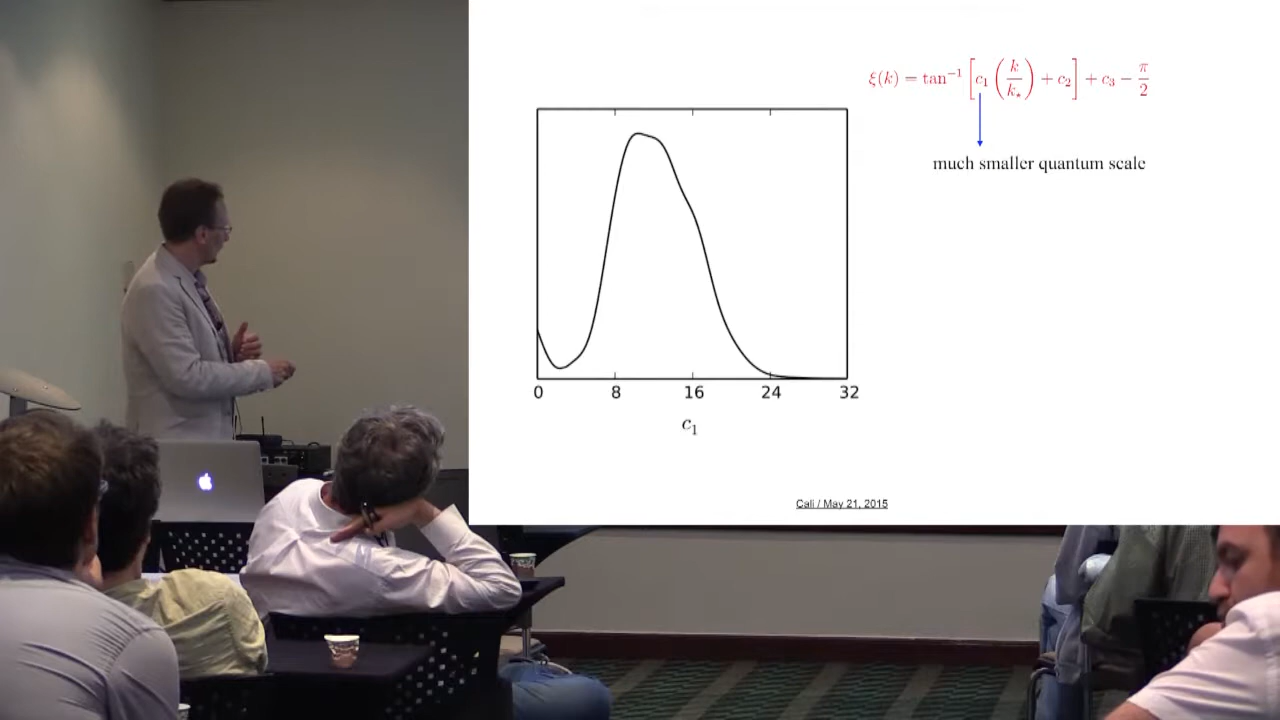 ξ(k) = tan⁻¹ [c₁ (k/k⋆) + c₂] + c₃ − π/2
much smaller quantum scale
0 8 16 24 32
c₁
Cali / May 21, 2015